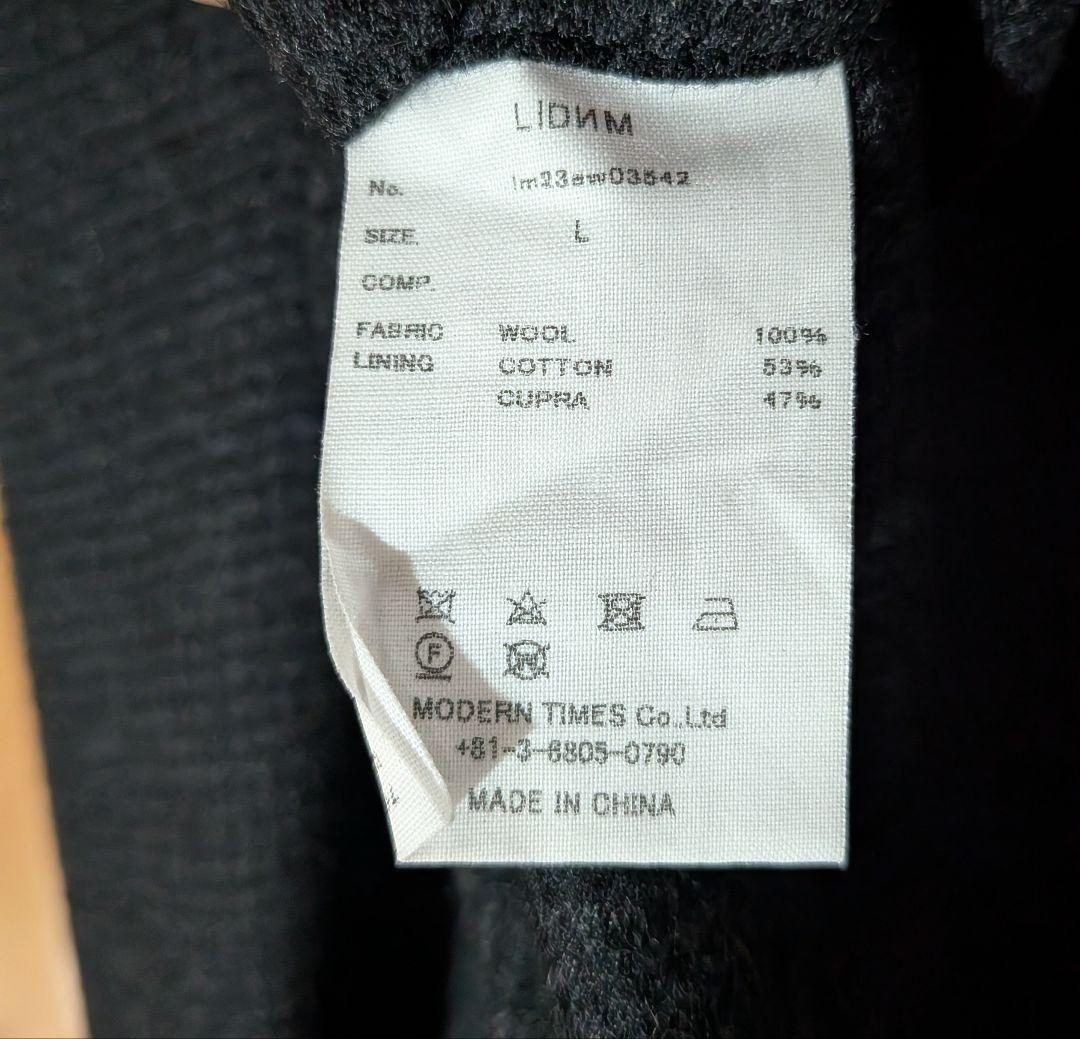 LIDИM
No. lm23aw03542
SIZE. L
COMP.
FABRIC WOOL 100%
LINING COTTON 53%
CUPRA 47%
F
W
MODERN TIMES Co.,Ltd
+81-3-6805-0790
MADE IN CHINA